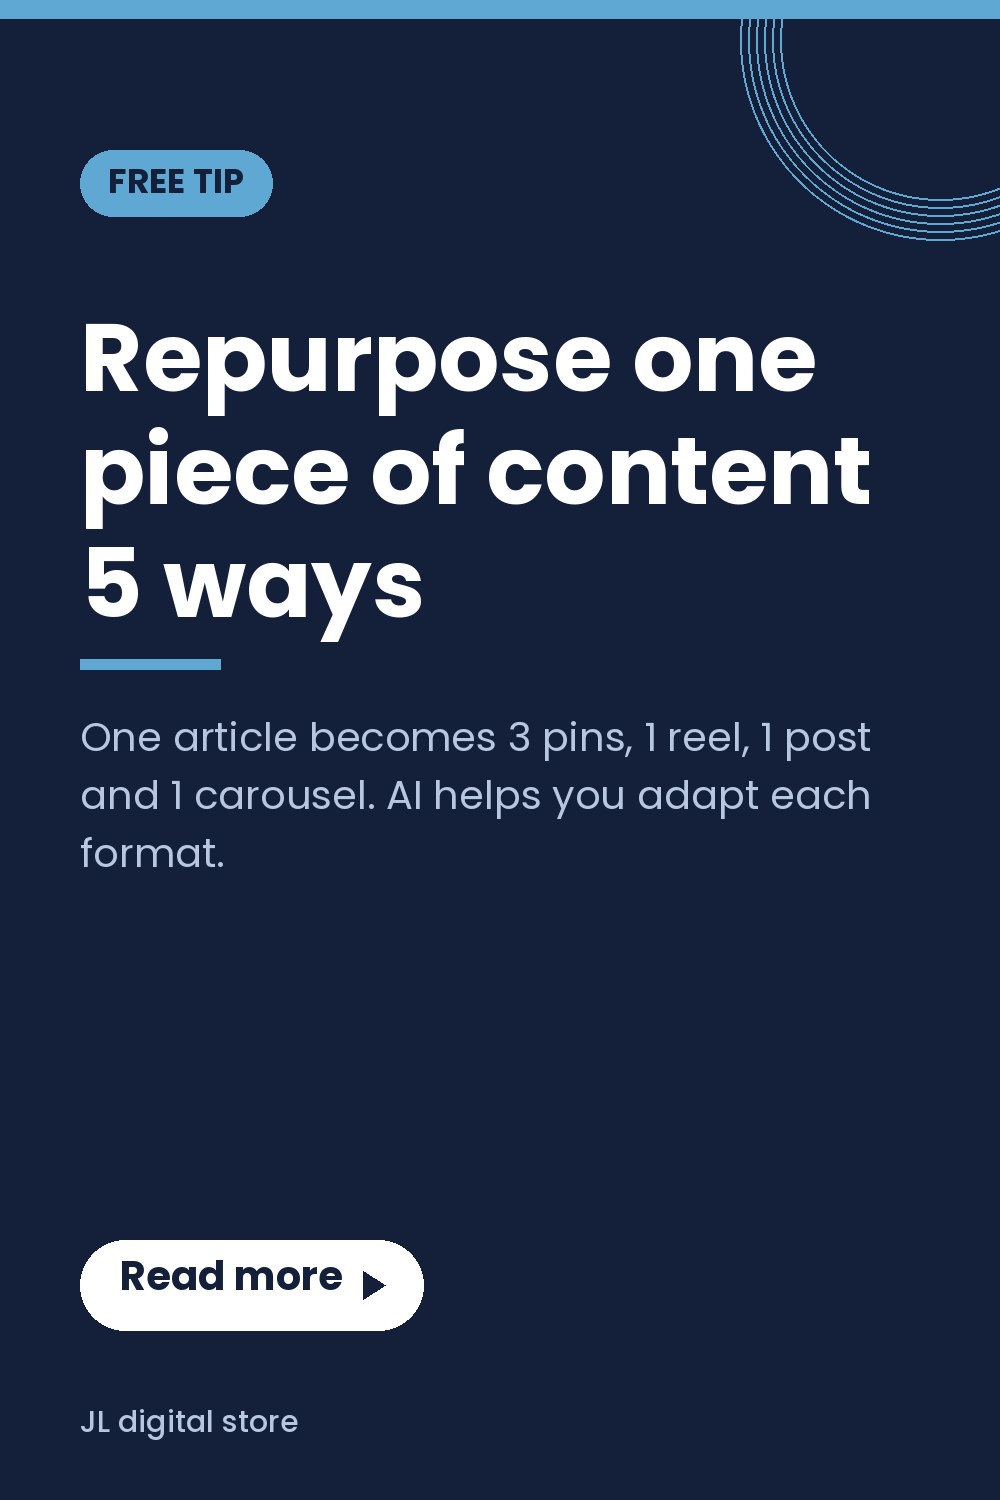 FREE TIP
Repurpose one
piece of content
5 ways
One article becomes 3 pins, 1 reel, 1 post
and 1 carousel. AI helps you adapt each
format.
Read more
JL digital store